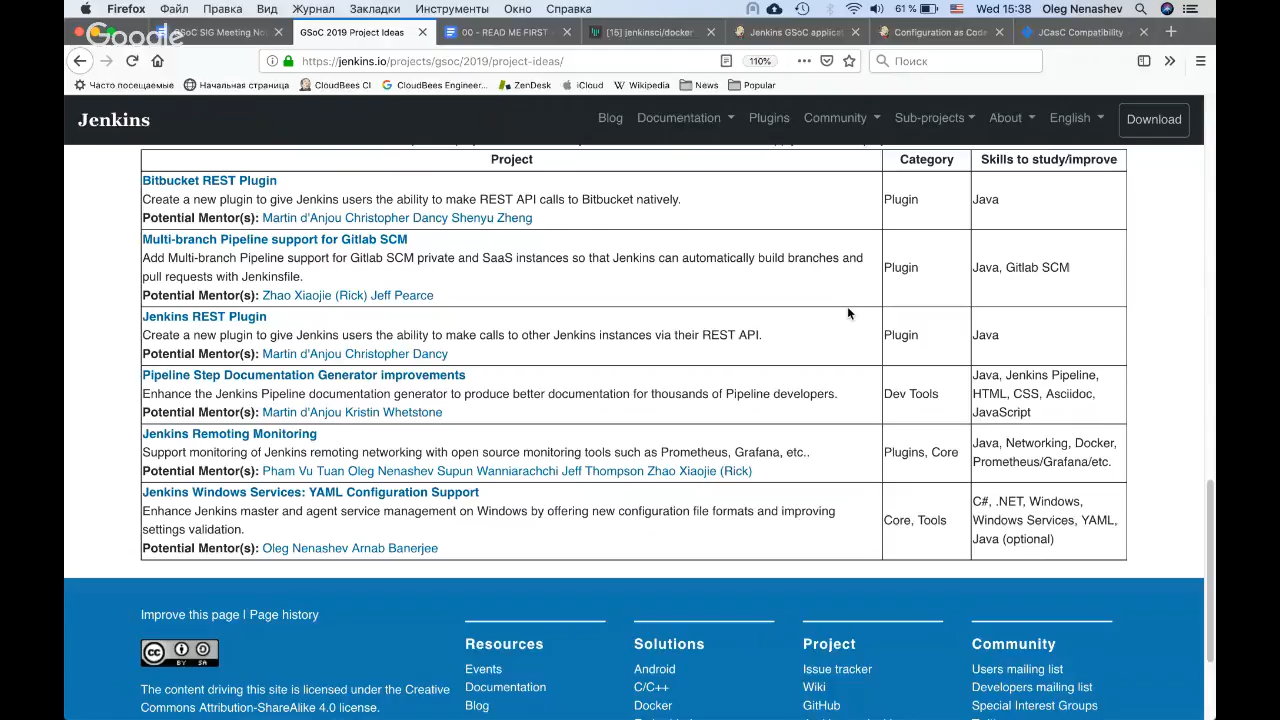 Firefox Файл Правка Вид Журнал Закладки Инструменты Окно Справка 61 % Wed 15:38 Oleg Nenashev
Google
GSoC SIG Meeting No
GSoC 2019 Project Ideas
00 - READ ME FIRST -
[15] jenkinsci/docker
Jenkins GSoC applicat
Configuration as Code
JCasC Compatibility -
https://jenkins.io/projects/gsoc/2019/project-ideas/
110%
Поиск
Часто посещаемые Начальная страница CloudBees CI CloudBees Engineer... ZenDesk iCloud Wikipedia News Popular
Jenkins
Blog Documentation Plugins Community Sub-projects About English Download
Project Category Skills to study/improve
Bitbucket REST Plugin
Create a new plugin to give Jenkins users the ability to make REST API calls to Bitbucket natively.
Potential Mentor(s): Martin d'Anjou Christopher Dancy Shenyu Zheng
Plugin
Java
Multi-branch Pipeline support for Gitlab SCM
Add Multi-branch Pipeline support for Gitlab SCM private and SaaS instances so that Jenkins can automatically build branches and
pull requests with Jenkinsfile.
Potential Mentor(s): Zhao Xiaojie (Rick) Jeff Pearce
Plugin
Java, Gitlab SCM
Jenkins REST Plugin
Create a new plugin to give Jenkins users the ability to make calls to other Jenkins instances via their REST API.
Potential Mentor(s): Martin d'Anjou Christopher Dancy
Plugin
Java
Pipeline Step Documentation Generator improvements
Enhance the Jenkins Pipeline documentation generator to produce better documentation for thousands of Pipeline developers.
Potential Mentor(s): Martin d'Anjou Kristin Whetstone
Dev Tools
Java, Jenkins Pipeline,
HTML, CSS, Asciidoc,
JavaScript
Jenkins Remoting Monitoring
Support monitoring of Jenkins remoting networking with open source monitoring tools such as Prometheus, Grafana, etc..
Potential Mentor(s): Pham Vu Tuan Oleg Nenashev Supun Wanniarachchi Jeff Thompson Zhao Xiaojie (Rick)
Plugins, Core
Java, Networking, Docker,
Prometheus/Grafana/etc.
Jenkins Windows Services: YAML Configuration Support
Enhance Jenkins master and agent service management on Windows by offering new configuration file formats and improving
settings validation.
Potential Mentor(s): Oleg Nenashev Arnab Banerjee
Core, Tools
C#, .NET, Windows,
Windows Services, YAML,
Java (optional)
Improve this page | Page history
CC BY SA
The content driving this site is licensed under the Creative
Commons Attribution-ShareAlike 4.0 license.
Resources
Events
Documentation
Blog
Solutions
Android
C/C++
Docker
Project
Issue tracker
Wiki
GitHub
Community
Users mailing list
Developers mailing list
Special Interest Groups